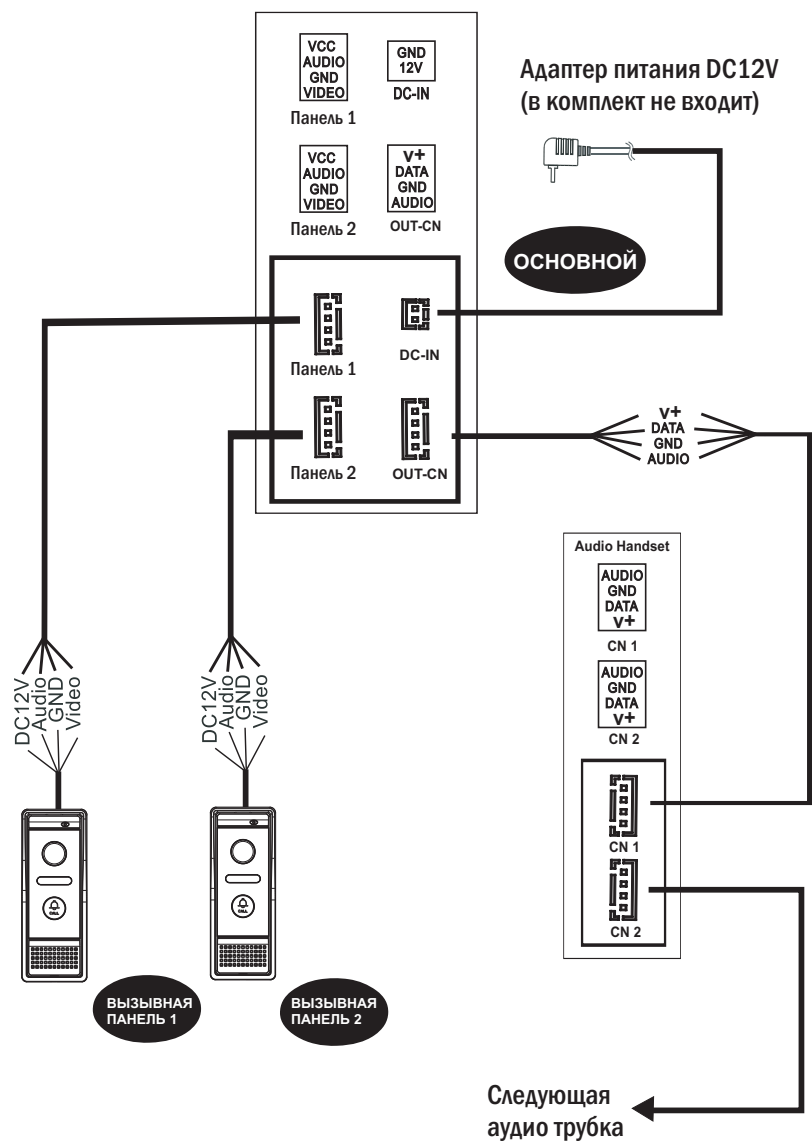 VCC
AUDIO
GND
VIDEO
Панель 1
GND
12V
DC-IN
Адаптер питания DC12V
(в комплект не входит)
VCC
AUDIO
GND
VIDEO
Панель 2
V+
DATA
GND
AUDIO
OUT-CN
ОСНОВНОЙ
Панель 1
DC-IN
Панель 2
OUT-CN
V+
DATA
GND
AUDIO
Audio Handset
AUDIO
GND
DATA
V+
CN 1
AUDIO
GND
DATA
V+
CN 2
CN 1
CN 2
DC12V
Audio
GND
Video
DC12V
Audio
GND
Video
CALL
CALL
ВЫЗЫВНАЯ
ПАНЕЛЬ 1
ВЫЗЫВНАЯ
ПАНЕЛЬ 2
Следующая
аудио трубка